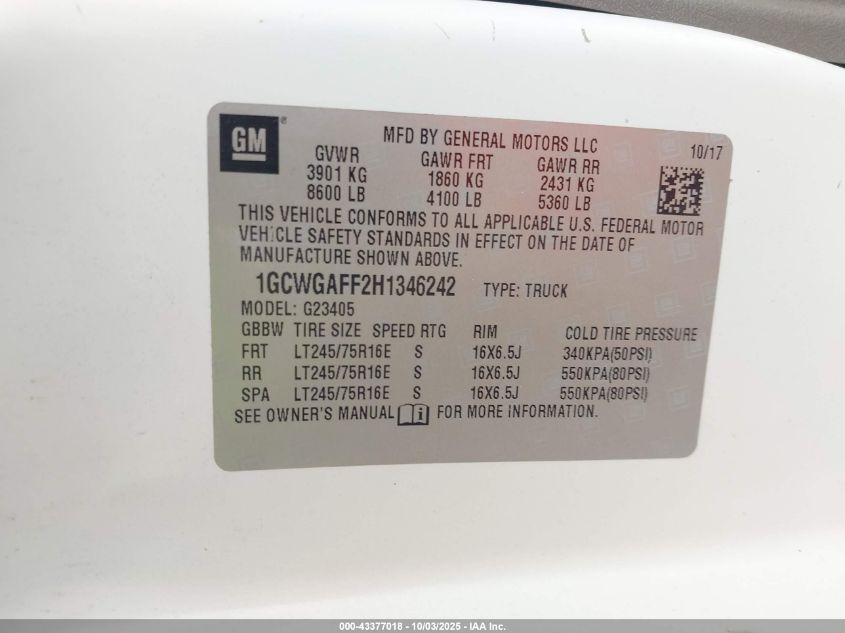 GM®
MFD BY GENERAL MOTORS LLC
10/17
GVWR GAWR FRT GAWR RR
3901 KG 1860 KG 2431 KG
8600 LB 4100 LB 5360 LB
THIS VEHICLE CONFORMS TO ALL APPLICABLE U.S. FEDERAL MOTOR
VEHICLE SAFETY STANDARDS IN EFFECT ON THE DATE OF
MANUFACTURE SHOWN ABOVE.
1GCWGAFF2H1346242 TYPE: TRUCK
MODEL: G23405
GBBW TIRE SIZE SPEED RTG RIM COLD TIRE PRESSURE
FRT LT245/75R16E S 16X6.5J 340KPA(50PSI)
RR LT245/75R16E S 16X6.5J 550KPA(80PSI)
SPA LT245/75R16E S 16X6.5J 550KPA(80PSI)
SEE OWNER'S MANUAL FOR MORE INFORMATION.
000-43377018 - 10/03/2025 - IAA Inc.